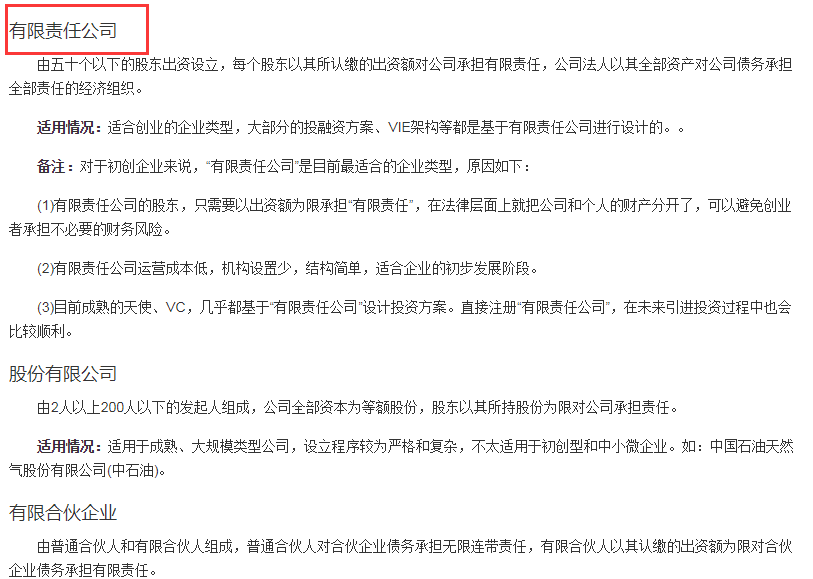 有限责任公司
由五十个以下的股东出资设立，每个股东以其所认缴的出资额对公司承担有限责任，公司法人以其全部资产对公司债务承担
全部责任的经济组织。
适用情况：适合创业的企业类型，大部分的投融资方案、VIE架构等都是基于有限责任公司进行设计的。。
备注：对于初创企业来说，“有限责任公司”是目前最适合的企业类型，原因如下：
(1)有限责任公司的股东，只需要以出资额为限承担“有限责任”，在法律层面上就把公司和个人的财产分开了，可以避免创业
者承担不必要的财务风险。
(2)有限责任公司运营成本低，机构设置少，结构简单，适合企业的初步发展阶段。
(3)目前成熟的天使、VC，几乎都基于“有限责任公司”设计投资方案。直接注册“有限责任公司”，在未来引进投资过程中也会
比较顺利。
股份有限公司
由2人以上200人以下的发起人组成，公司全部资本为等额股份，股东以其所持股份为限对公司承担责任。
适用情况：适用于成熟、大规模类型公司，设立程序较为严格和复杂，不太适用于初创型和中小微企业。如：中国石油天然
气股份有限公司(中石油)。
有限合伙企业
由普通合伙人和有限合伙人组成，普通合伙人对合伙企业债务承担无限连带责任，有限合伙人以其认缴的出资额为限对合伙
企业债务承担有限责任。